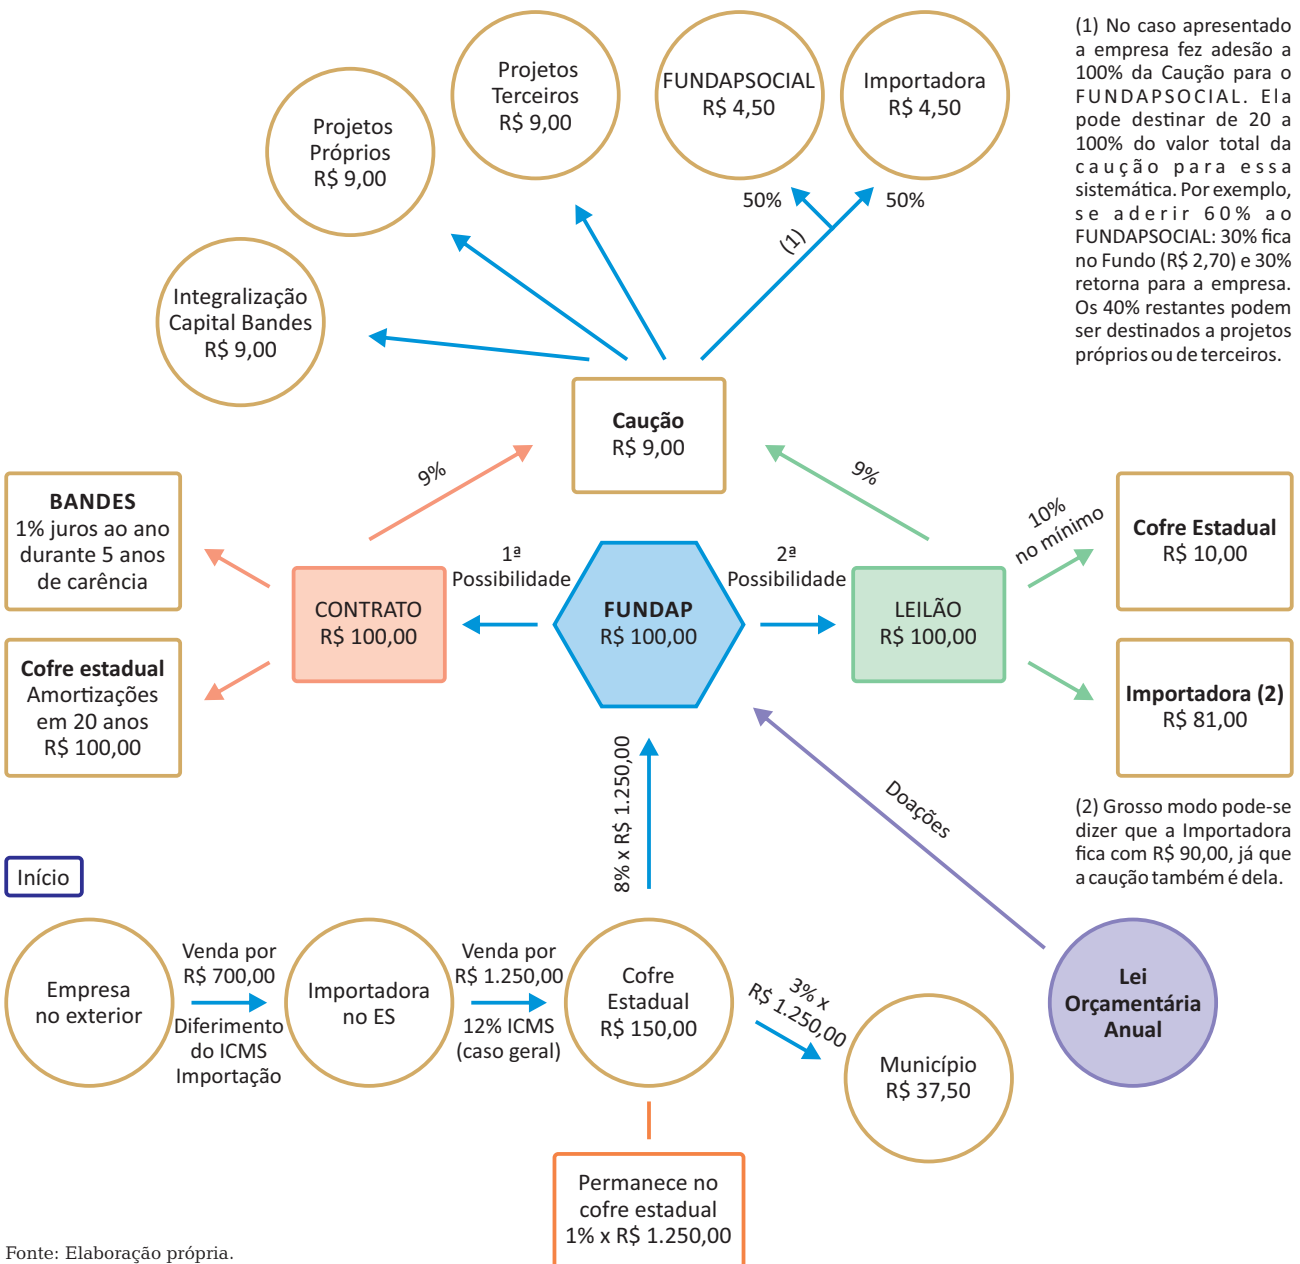 (1) No caso apresentado
a empresa fez adesão a
100% da Caução para o
FUNDAPSOCIAL. Ela
pode destinar de 20 a
100% do valor total da
caução para essa
sistemática. Por exemplo,
se aderir 60% ao
FUNDAPSOCIAL: 30% fica
no Fundo (R$ 2,70) e 30%
retorna para a empresa.
Os 40% restantes podem
ser destinados a projetos
próprios ou de terceiros.
Projetos
Terceiros
R$ 9,00
FUNDAPSOCIAL
R$ 4,50
Importadora
R$ 4,50
Projetos
Próprios
R$ 9,00
50%
50%
(1)
Integralização
Capital Bandes
R$ 9,00
Caução
R$ 9,00
9%
9%
BANDES
1% juros ao ano
durante 5 anos
de carência
10%
no mínimo
Cofre Estadual
R$ 10,00
1ª
Possibilidade
2ª
Possibilidade
CONTRATO
R$ 100,00
FUNDAP
R$ 100,00
LEILÃO
R$ 100,00
Cofre estadual
Amortizações
em 20 anos
R$ 100,00
Importadora (2)
R$ 81,00
8% x R$ 1.250,00
Doações
(2) Grosso modo pode-se
dizer que a Importadora
fica com R$ 90,00, já que
a caução também é dela.
Início
Empresa
no exterior
Venda por
R$ 700,00
Diferimento
do ICMS
Importação
Importadora
no ES
Venda por
R$ 1.250,00
12% ICMS
(caso geral)
Cofre
Estadual
R$ 150,00
3% x
R$ 1.250,00
Município
R$ 37,50
Lei
Orçamentária
Anual
Permanece no
cofre estadual
1% x R$ 1.250,00
Fonte: Elaboração própria.